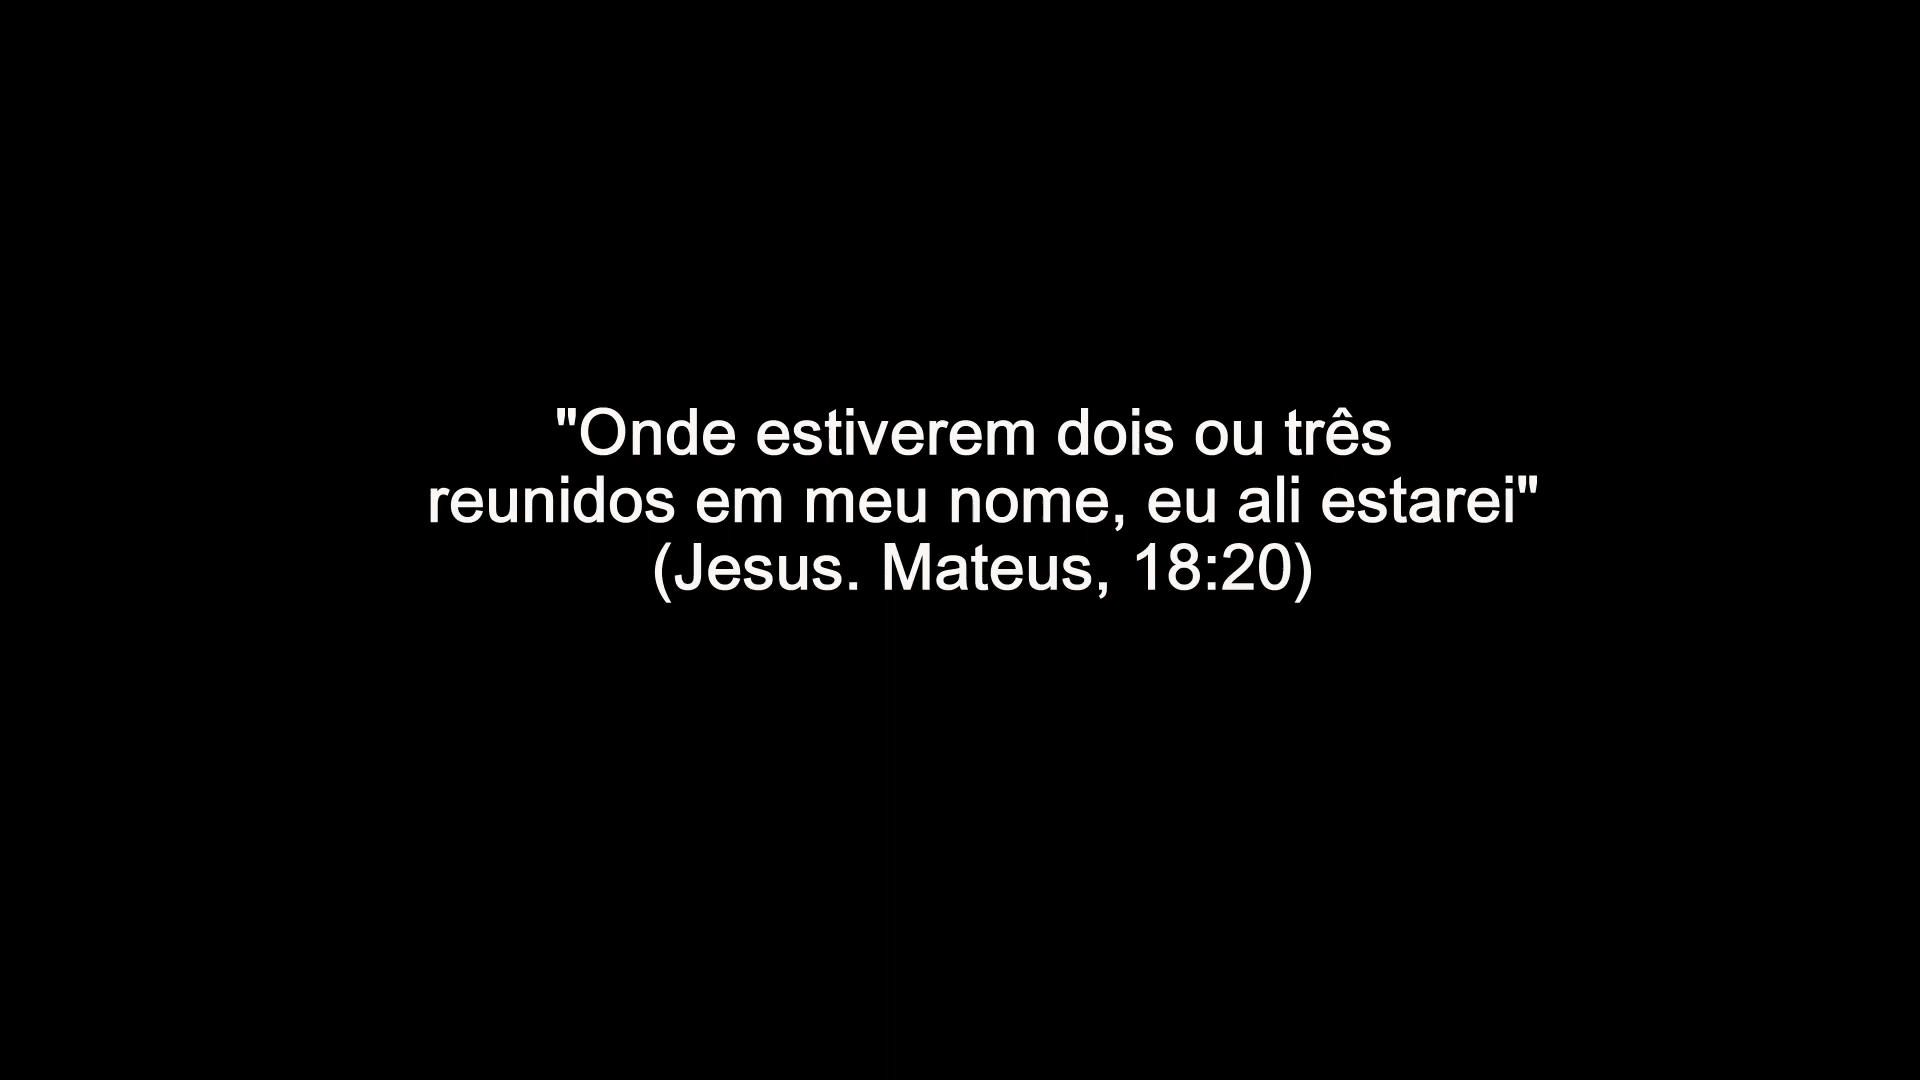 "Onde estiverem dois ou três
reunidos em meu nome, eu ali estarei"
(Jesus. Mateus, 18:20)